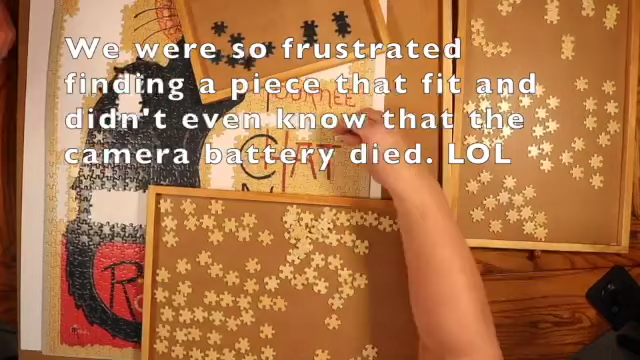 We were so frustrated
finding a piece that fit and
didn't even know that the
camera battery died. LOL